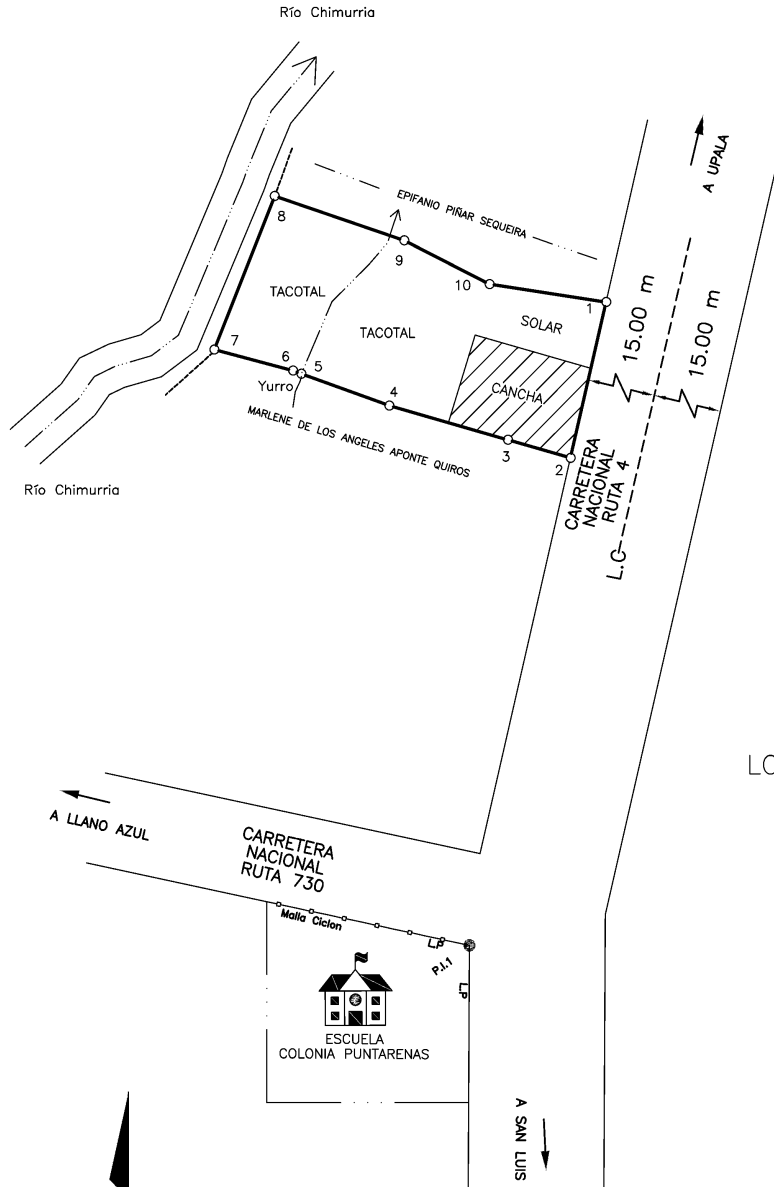 Río Chimurria
A UPALA
EPIFANIO PIÑAR SEQUEIRA
8
9
10
1
TACOTAL
TACOTAL
SOLAR
15.00 m
15.00 m
7
6
5
Yurro
4
CANCHA
3
2
MARLENE DE LOS ANGELES APONTE QUIROS
CARRETERA
NACIONAL
RUTA 4
Río Chimurria
L.C
LO
A LLANO AZUL
CARRETERA
NACIONAL
RUTA 730
Malla Ciclon
L.P
P.I.1
L.P
ESCUELA
COLONIA PUNTARENAS
A SAN LUIS